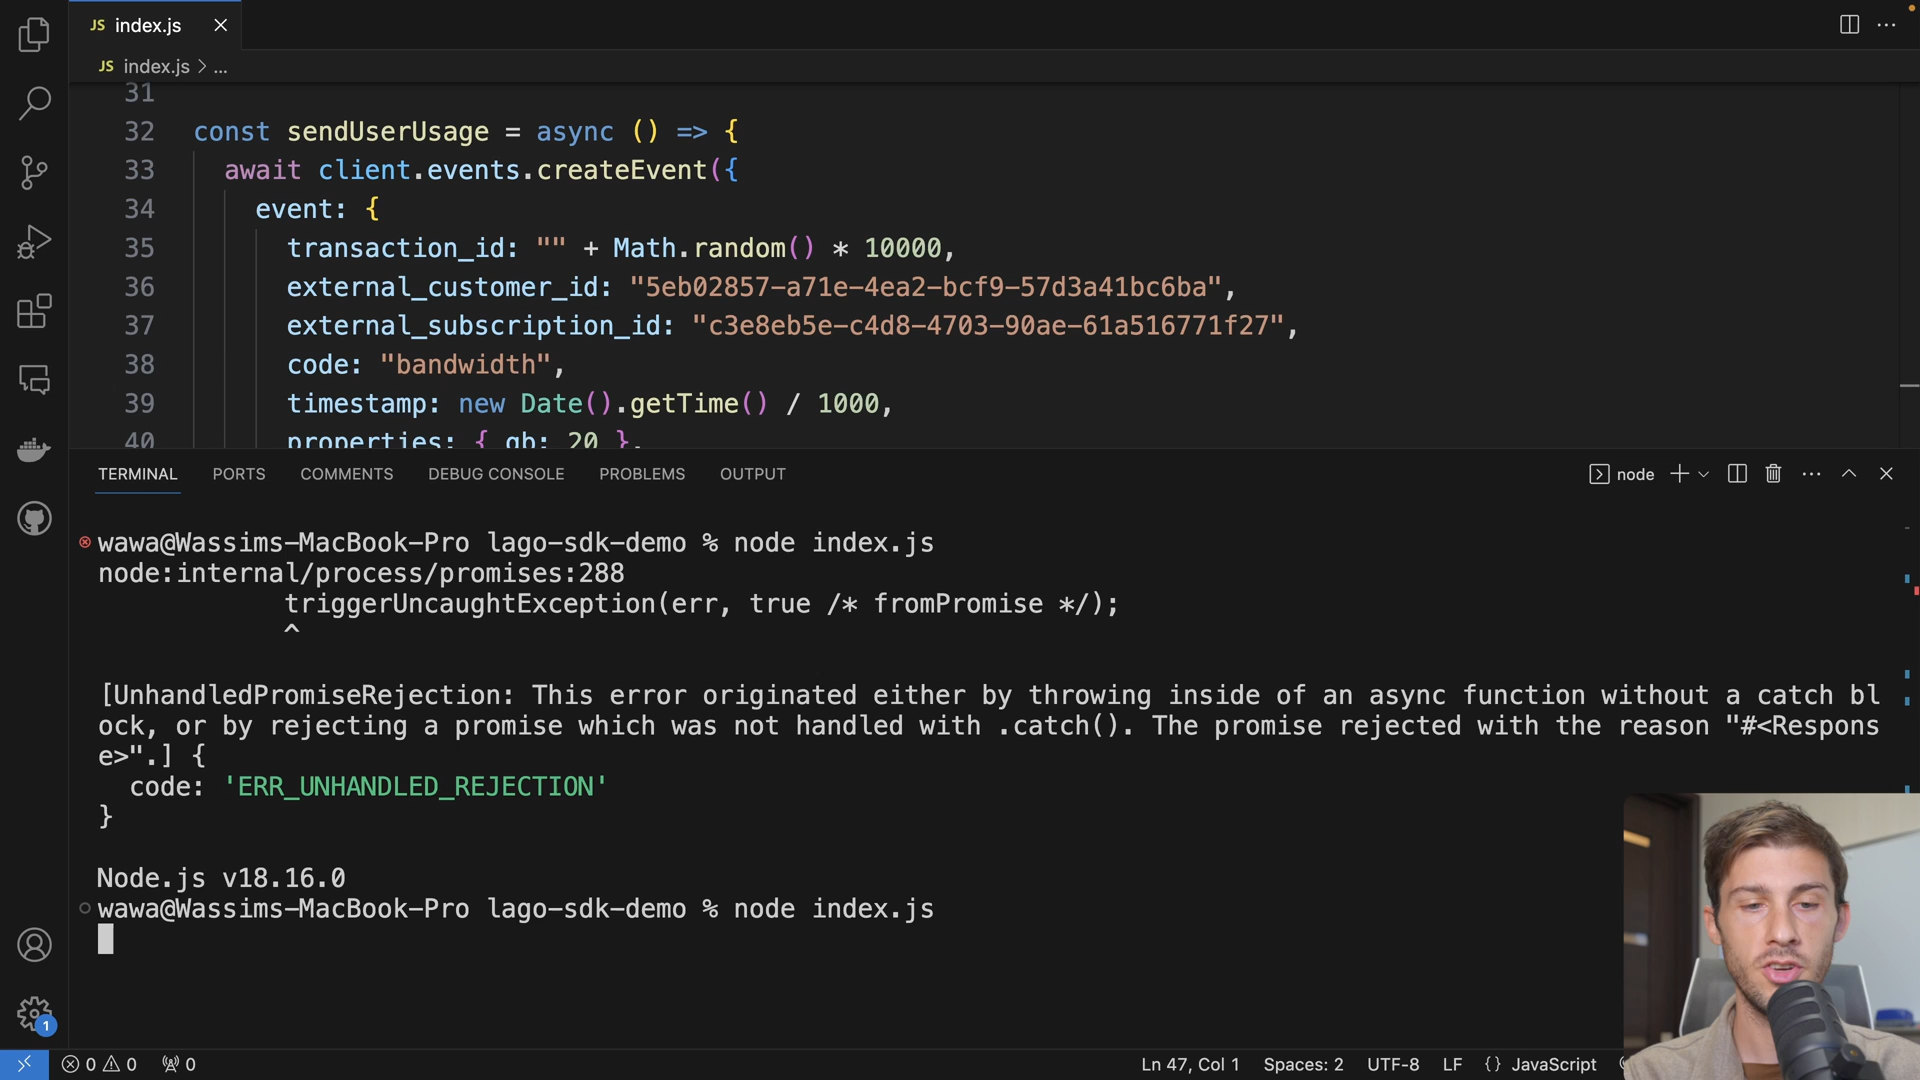 JS index.js
JS index.js > ...
31
32 const sendUserUsage = async () => {
33 await client.events.createEvent({
34 event: {
35 transaction_id: "" + Math.random() * 10000,
36 external_customer_id: "5eb02857-a71e-4ea2-bcf9-57d3a41bc6ba",
37 external_subscription_id: "c3e8eb5e-c4d8-4703-90ae-61a516771f27",
38 code: "bandwidth",
39 timestamp: new Date().getTime() / 1000,
40 properties: { gb: 20 },
TERMINAL PORTS COMMENTS DEBUG CONSOLE PROBLEMS OUTPUT node
wawa@Wassims-MacBook-Pro lago-sdk-demo % node index.js
node:internal/process/promises:288
triggerUncaughtException(err, true /* fromPromise */);
^
[UnhandledPromiseRejection: This error originated either by throwing inside of an async function without a catch bl
ock, or by rejecting a promise which was not handled with .catch(). The promise rejected with the reason "#<Respons
e>".] {
code: 'ERR_UNHANDLED_REJECTION'
}
Node.js v18.16.0
wawa@Wassims-MacBook-Pro lago-sdk-demo % node index.js
1
0 0 0 Ln 47, Col 1 Spaces: 2 UTF-8 LF {} JavaScript